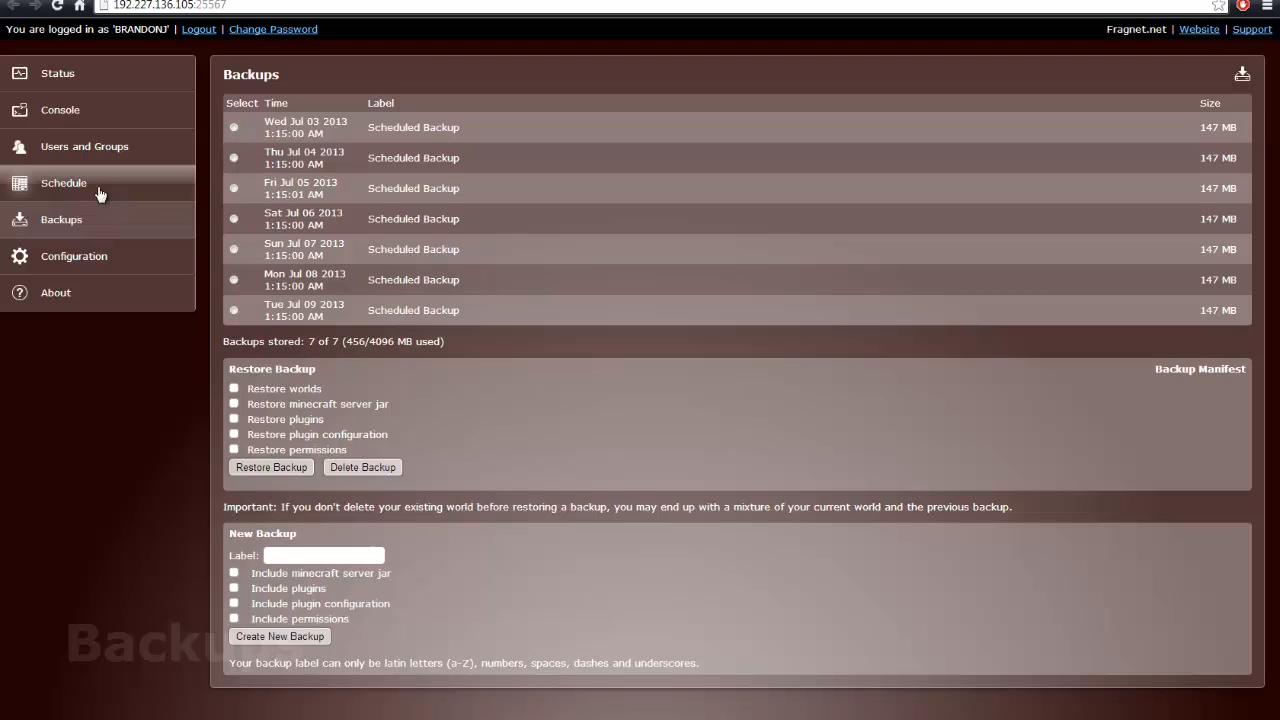 192.227.136.105:25567
You are logged in as 'BRANDONJ' | Logout | Change Password
Fragnet.net | Website | Support
Status
Console
Users and Groups
Schedule
Backups
Configuration
About
Backups
Select Time Label Size
Wed Jul 03 2013
1:15:00 AM Scheduled Backup 147 MB
Thu Jul 04 2013
1:15:00 AM Scheduled Backup 147 MB
Fri Jul 05 2013
1:15:01 AM Scheduled Backup 147 MB
Sat Jul 06 2013
1:15:00 AM Scheduled Backup 147 MB
Sun Jul 07 2013
1:15:00 AM Scheduled Backup 147 MB
Mon Jul 08 2013
1:15:00 AM Scheduled Backup 147 MB
Tue Jul 09 2013
1:15:00 AM Scheduled Backup 147 MB
Backups stored: 7 of 7 (456/4096 MB used)
Restore Backup Backup Manifest
Restore worlds
Restore minecraft server jar
Restore plugins
Restore plugin configuration
Restore permissions
Restore Backup Delete Backup
Important: If you don't delete your existing world before restoring a backup, you may end up with a mixture of your current world and the previous backup.
New Backup
Label:
Include minecraft server jar
Include plugins
Include plugin configuration
Include permissions
Create New Backup
Your backup label can only be latin letters (a-Z), numbers, spaces, dashes and underscores.
Backups